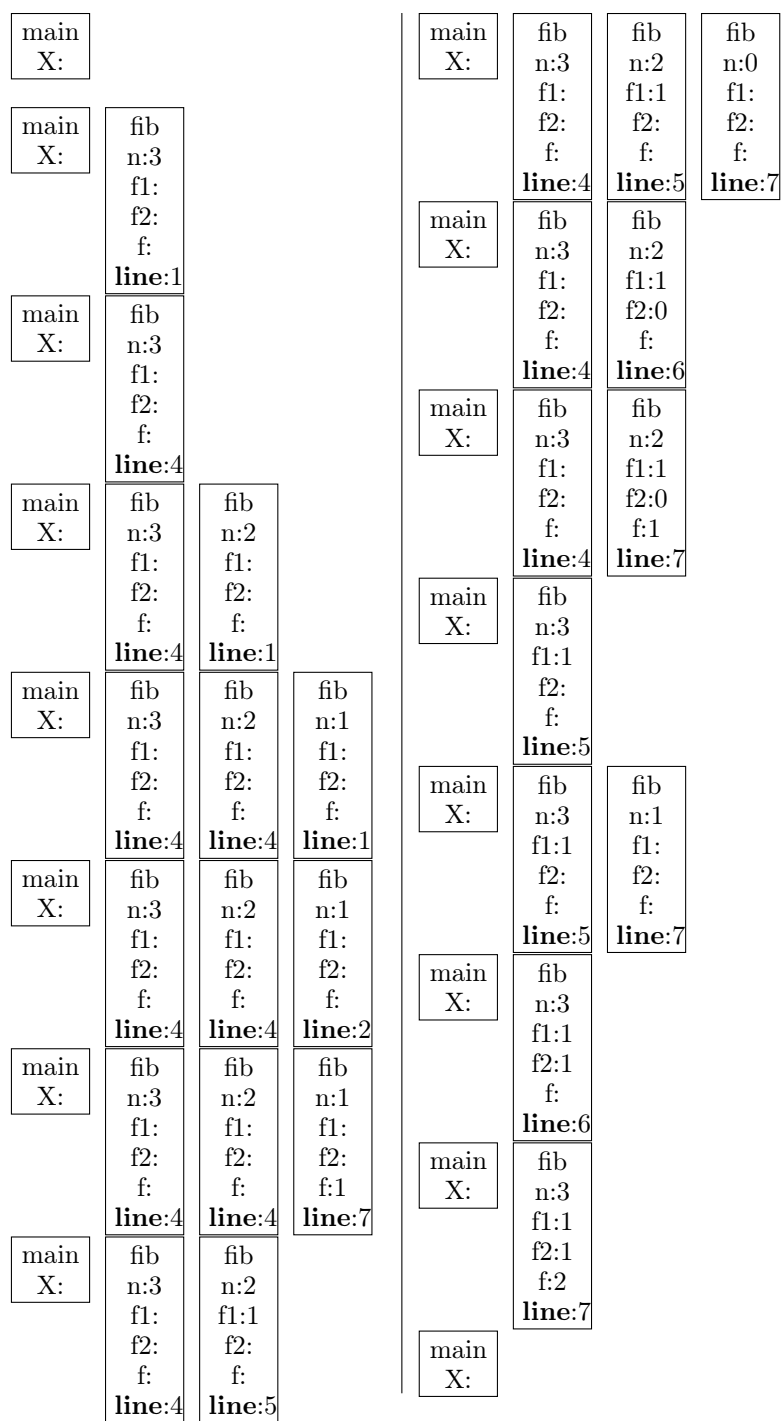 main
X:
main fib
X: n:3
f1:
f2:
f:
line:1
main fib
X: n:3
f1:
f2:
f:
line:4
main fib fib
X: n:3 n:2
f1: f1:
f2: f2:
f: f:
line:4 line:1
main fib fib fib
X: n:3 n:2 n:1
f1: f1: f1:
f2: f2: f2:
f: f: f:
line:4 line:4 line:1
main fib fib fib
X: n:3 n:2 n:1
f1: f1: f1:
f2: f2: f2:
f: f: f:
line:4 line:4 line:2
main fib fib fib
X: n:3 n:2 n:1
f1: f1: f1:
f2: f2: f2:
f: f: f:1
line:4 line:4 line:7
main fib fib
X: n:3 n:2
f1: f1:1
f2: f2:
f: f:
line:4 line:5
main fib fib fib
X: n:3 n:2 n:0
f1: f1:1 f1:
f2: f2: f2:
f: f: f:
line:4 line:5 line:7
main fib fib
X: n:3 n:2
f1: f1:1
f2: f2:0
f: f:
line:4 line:6
main fib fib
X: n:3 n:2
f1: f1:1
f2: f2:0
f: f:1
line:4 line:7
main fib
X: n:3
f1:1
f2:
f:
line:5
main fib fib
X: n:3 n:1
f1:1 f1:
f2: f2:
f: f:
line:5 line:7
main fib
X: n:3
f1:1
f2:1
f:
line:6
main fib
X: n:3
f1:1
f2:1
f:2
line:7
main
X: